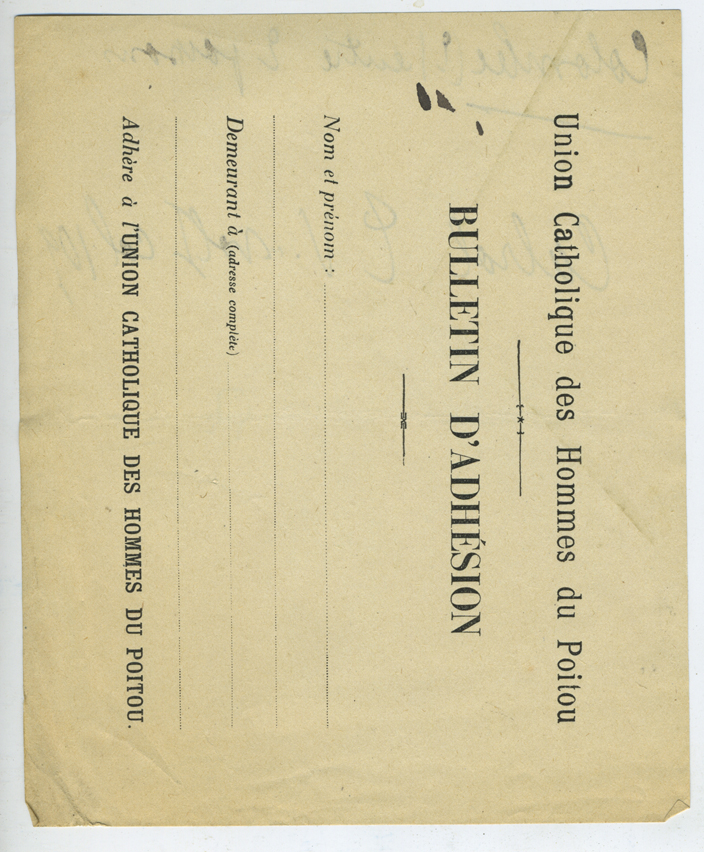 Union Catholique des Hommes du Poitou
BULLETIN D'ADHÉSION
Nom et prénom :
Demeurant à (adresse complète)
Adhère à l'UNION CATHOLIQUE DES HOMMES DU POITOU.